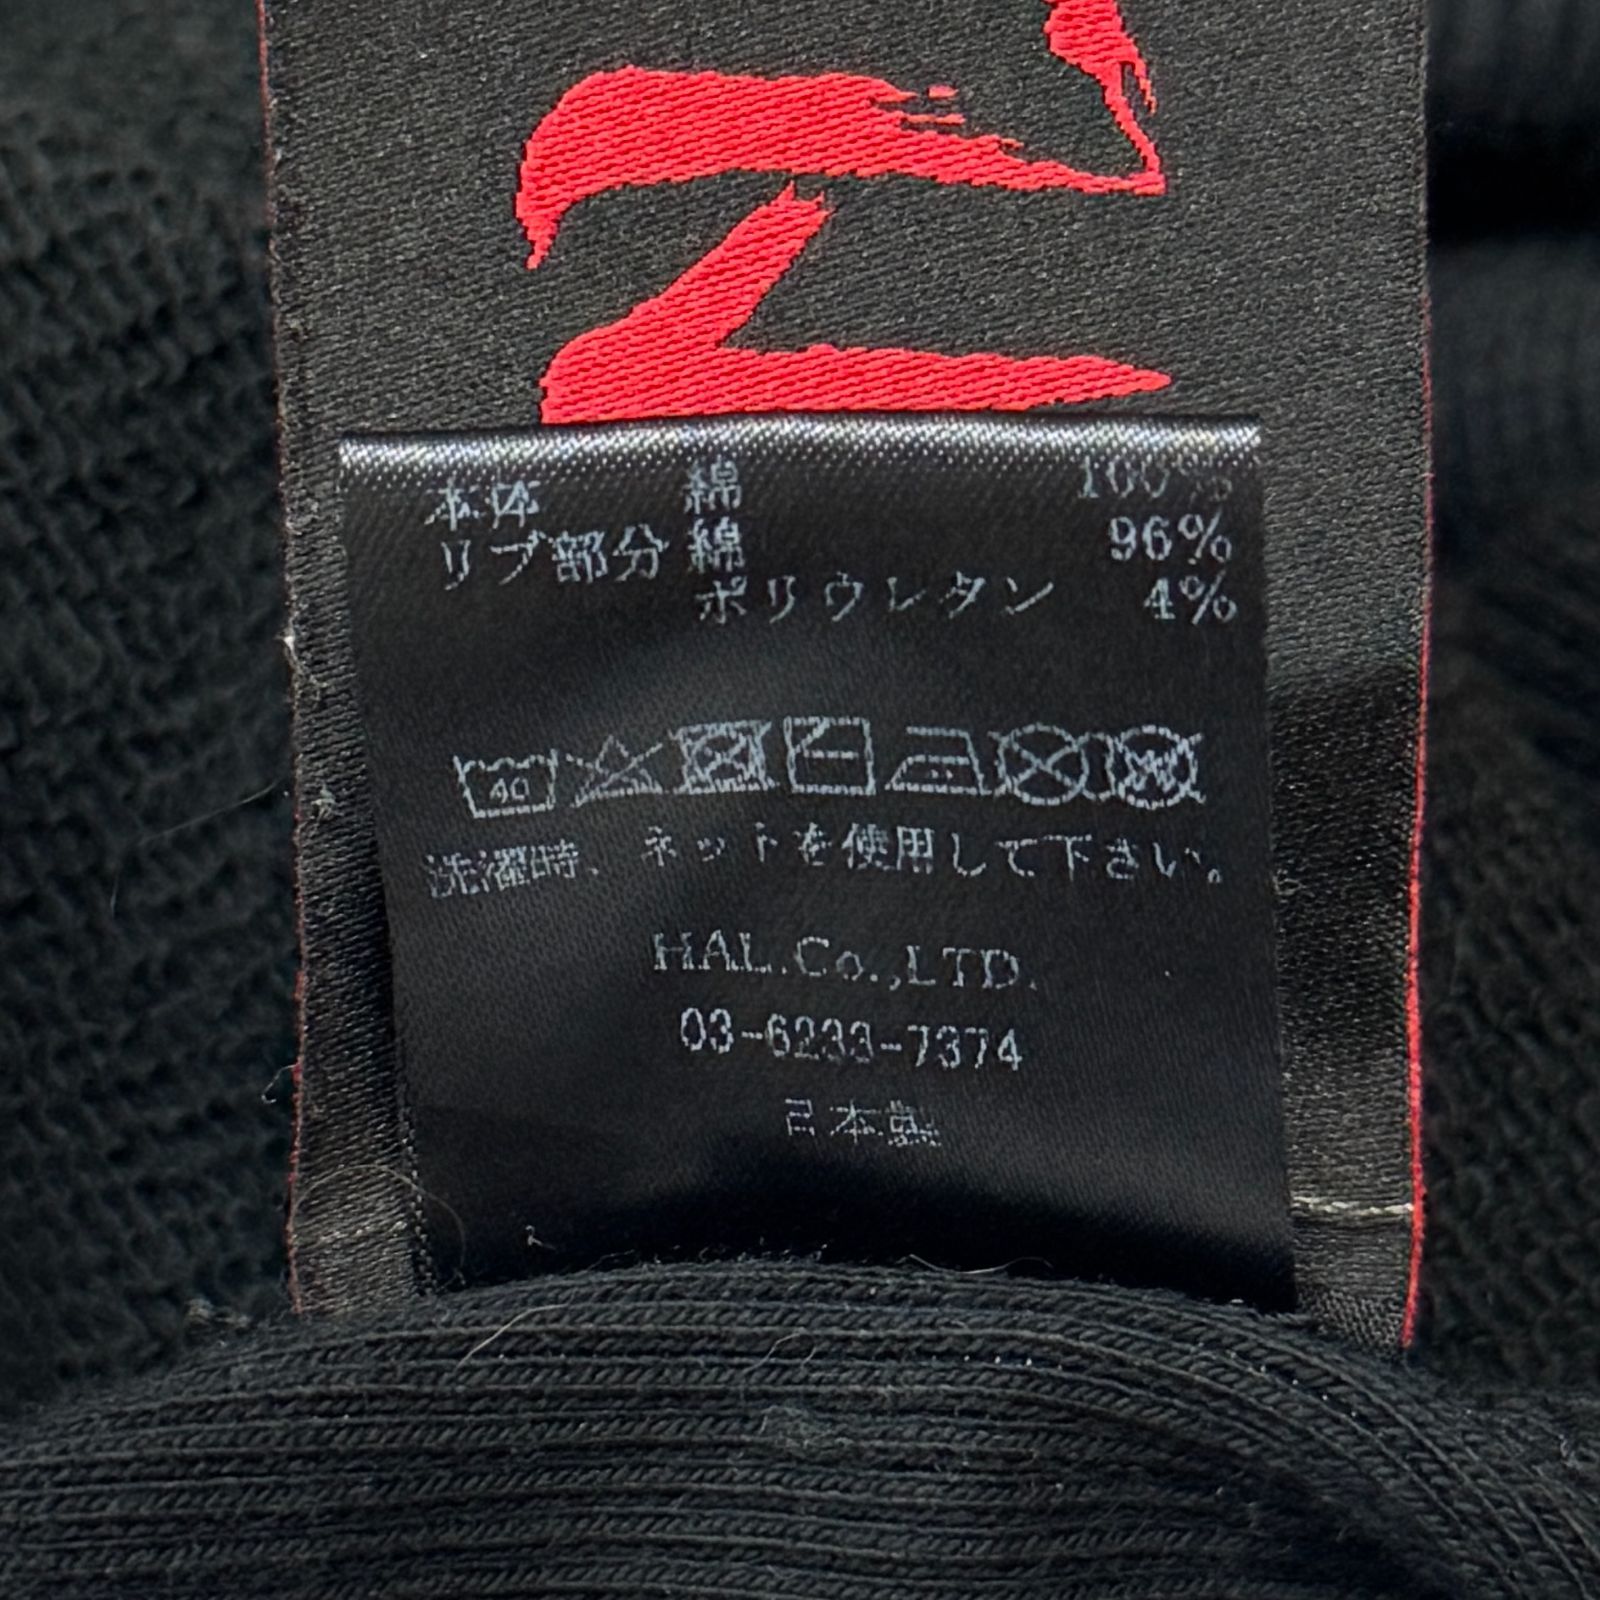 本体 綿 100%
リブ部分 綿 96%
ポリウレタン 4%
40
洗濯時、ネットを使用して下さい。
HAL.Co.,LTD.
03-6233-7374
日本製